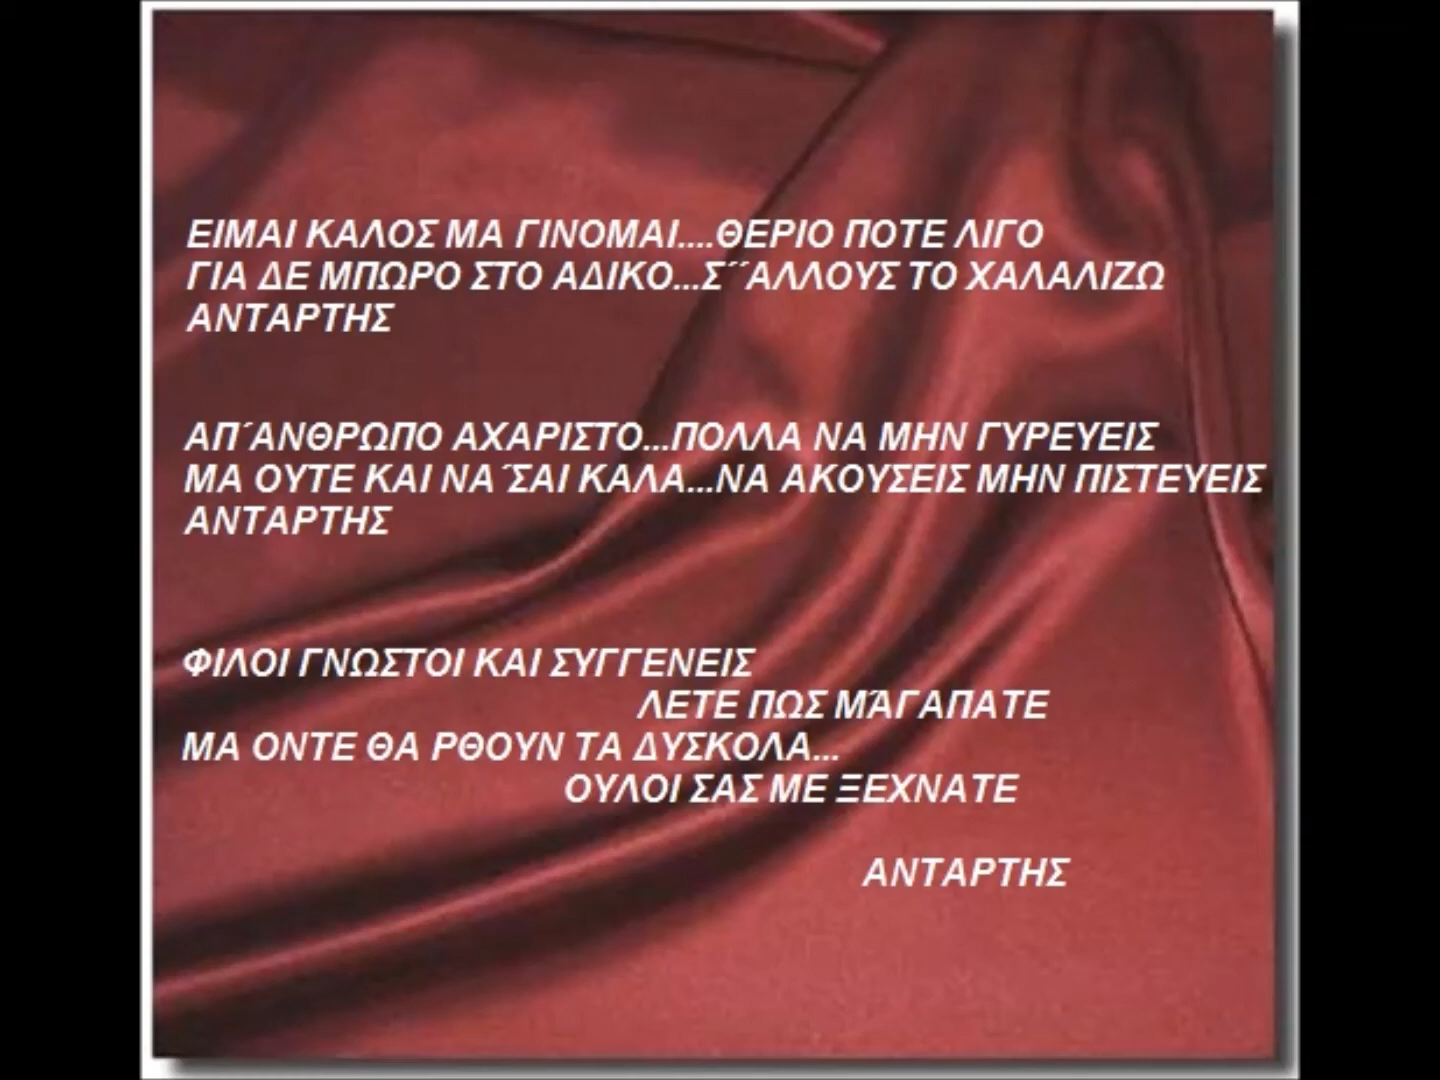 ΕΙΜΑΙ ΚΑΛΟΣ ΜΑ ΓΙΝΟΜΑΙ....ΘΕΡΙΟ ΠΟΤΕ ΛΙΓΟ
ΓΙΑ ΔΕ ΜΠΩΡΟ ΣΤΟ ΑΔΙΚΟ...Σ΄΄ΑΛΛΟΥΣ ΤΟ ΧΑΛΑΛΙΖΩ
ΑΝΤΑΡΤΗΣ
ΑΠ΄ΑΝΘΡΩΠΟ ΑΧΑΡΙΣΤΟ...ΠΟΛΛΑ ΝΑ ΜΗΝ ΓΥΡΕΥΕΙΣ
ΜΑ ΟΥΤΕ ΚΑΙ ΝΑ΄ΣΑΙ ΚΑΛΑ...ΝΑ ΑΚΟΥΣΕΙΣ ΜΗΝ ΠΙΣΤΕΥΕΙΣ
ΑΝΤΑΡΤΗΣ
ΦΙΛΟΙ ΓΝΩΣΤΟΙ ΚΑΙ ΣΥΓΓΕΝΕΙΣ
ΛΕΤΕ ΠΩΣ ΜΆΓΑΠΑΤΕ
ΜΑ ΟΝΤΕ ΘΑ ΡΘΟΥΝ ΤΑ ΔΥΣΚΟΛΑ...
ΟΥΛΟΙ ΣΑΣ ΜΕ ΞΕΧΝΑΤΕ
ΑΝΤΑΡΤΗΣ